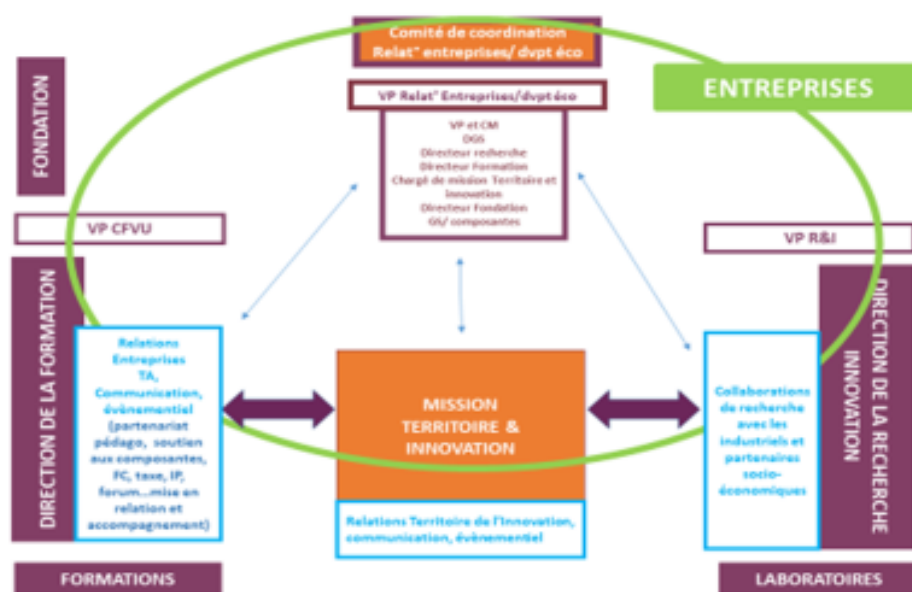 Comité de coordination
Relat° entreprises/ dvpt éco
ENTREPRISES
FONDATION
VP Relat° Entreprises/dvpt éco
VP et CM
DGS
Directeur recherche
Directeur Formation
Chargé de mission Territoire et
innovation
Directeur Fondation
GS/ composantes
VP CFVU
VP R&I
DIRECTION DE LA FORMATION
Relations
Entreprises
TA,
Communication,
évènementiel
(partenariat
pédago, soutien
aux composantes,
FC, taxe, IP,
forum...mise en
relation et
accompagnement)
MISSION
TERRITOIRE &
INNOVATION
Relations Territoire de l'Innovation,
communication, évènementiel
Collaborations
de recherche
avec les
industriels et
partenaires
socio-
économiques
DIRECTION DE LA RECHERCHE
INNOVATION
FORMATIONS
LABORATOIRES